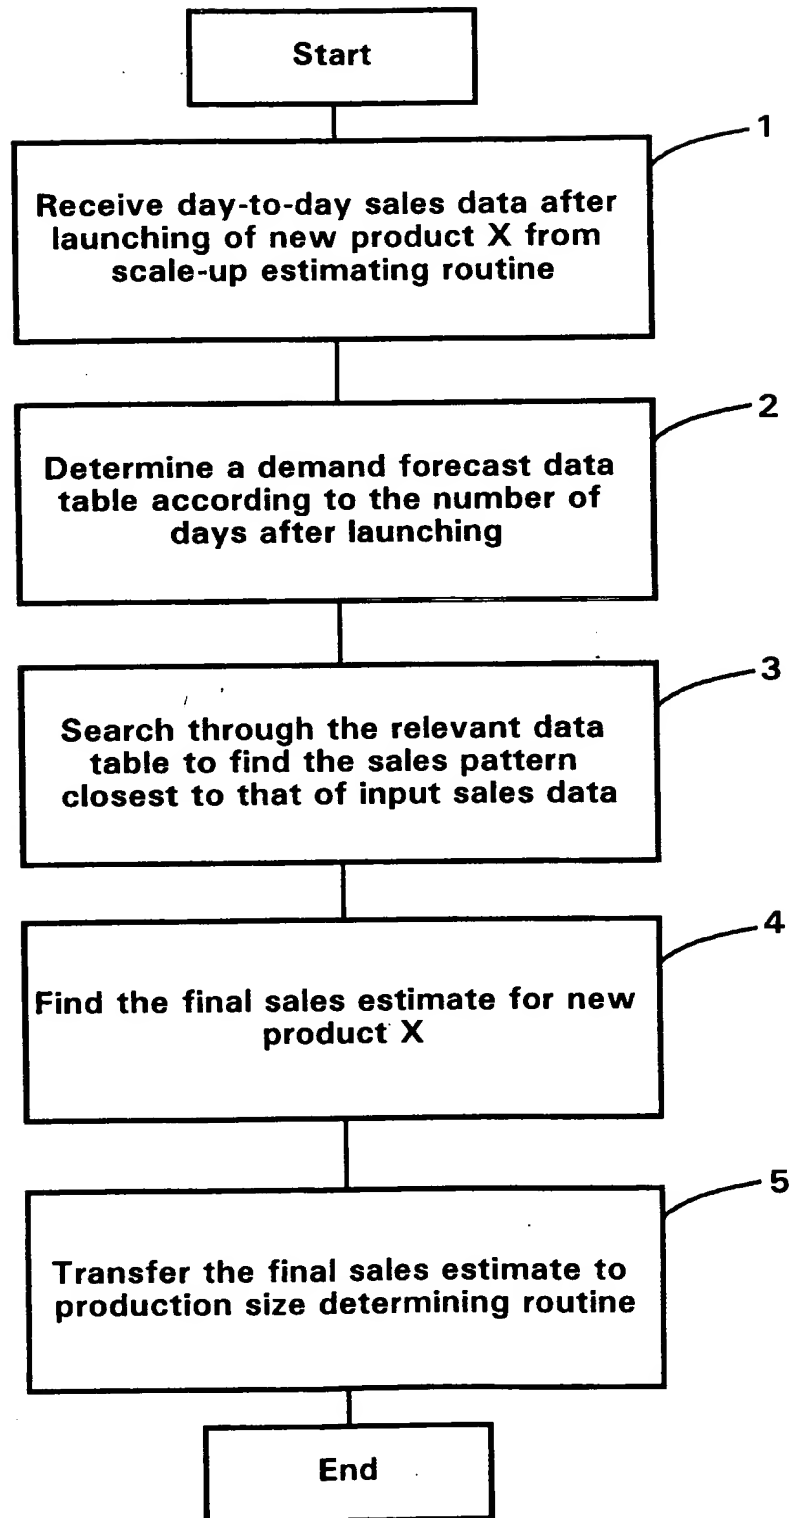 Start
1
Receive day-to-day sales data after
launching of new product X from
scale-up estimating routine
2
Determine a demand forecast data
table according to the number of
days after launching
3
Search through the relevant data
table to find the sales pattern
closest to that of input sales data
4
Find the final sales estimate for new
product X
5
Transfer the final sales estimate to
production size determining routine
End